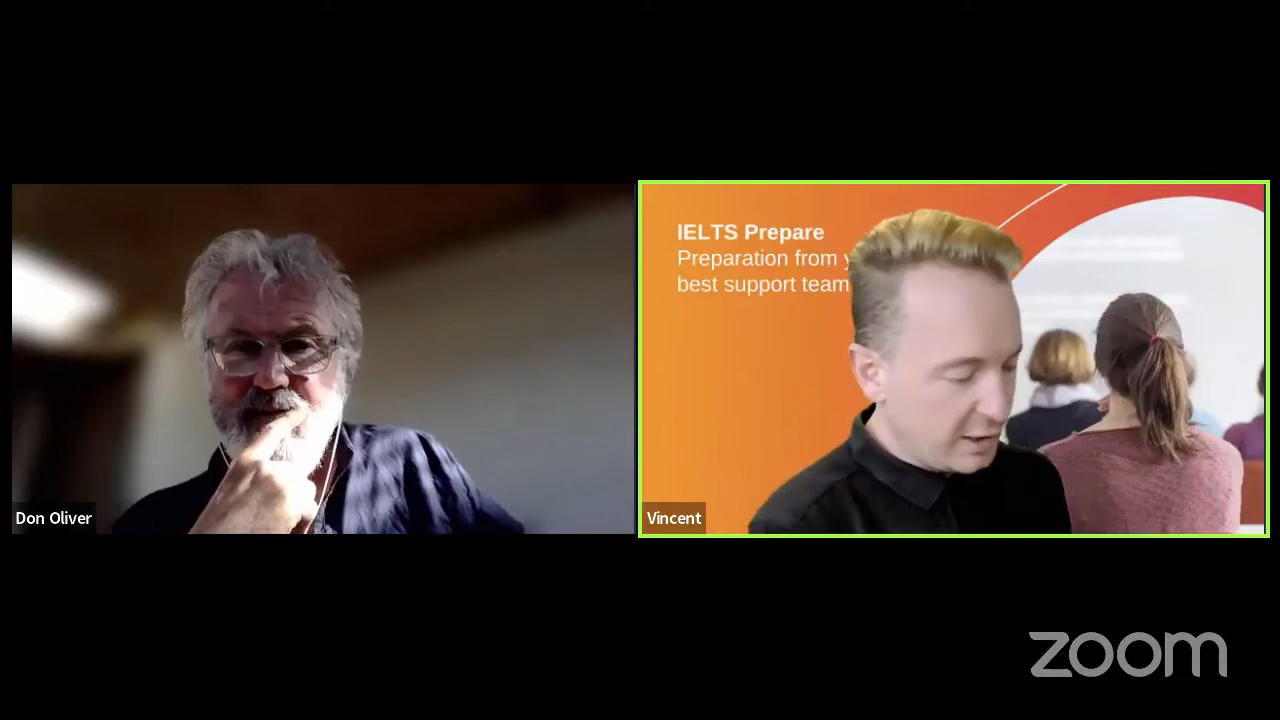 IELTS Prepare
Preparation from
best support team
Don Oliver
Vincent
zoom